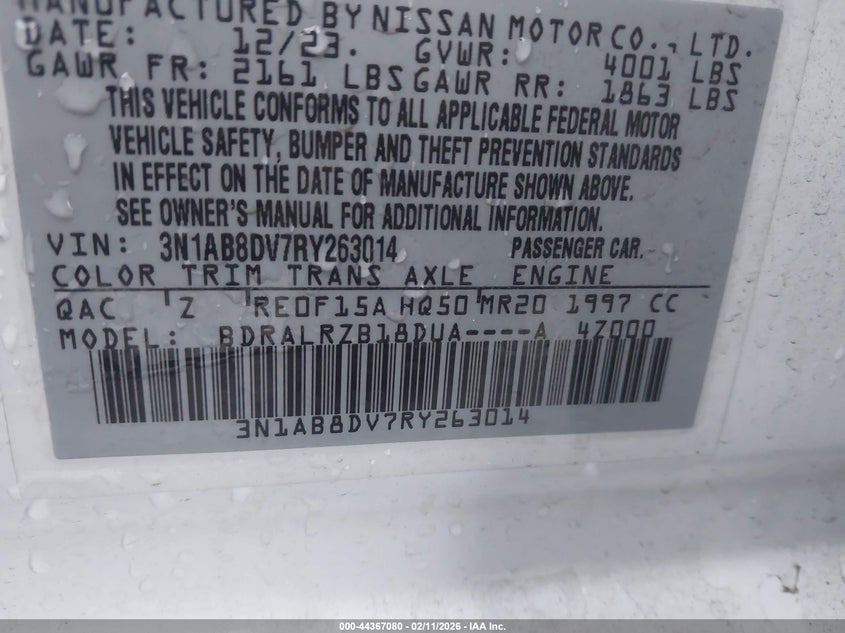 MANUFACTURED BY NISSAN MOTOR CO., LTD.
DATE: 12/23. GVWR: 4001 LBS
GAWR FR: 2161 LBS GAWR RR: 1863 LBS
THIS VEHICLE CONFORMS TO ALL APPLICABLE FEDERAL MOTOR
VEHICLE SAFETY, BUMPER AND THEFT PREVENTION STANDARDS
IN EFFECT ON THE DATE OF MANUFACTURE SHOWN ABOVE.
SEE OWNER'S MANUAL FOR ADDITIONAL INFORMATION.
VIN: 3N1AB8DV7RY263014 PASSENGER CAR.
COLOR TRIM TRANS AXLE ENGINE
QAC Z RE0F15A HQ50 MR20 1997 CC
MODEL: BDRALRZB18DUA----A 4Z000
3N1AB8DV7RY263014
000-44367080 | 02/11/2026 - IAA Inc.